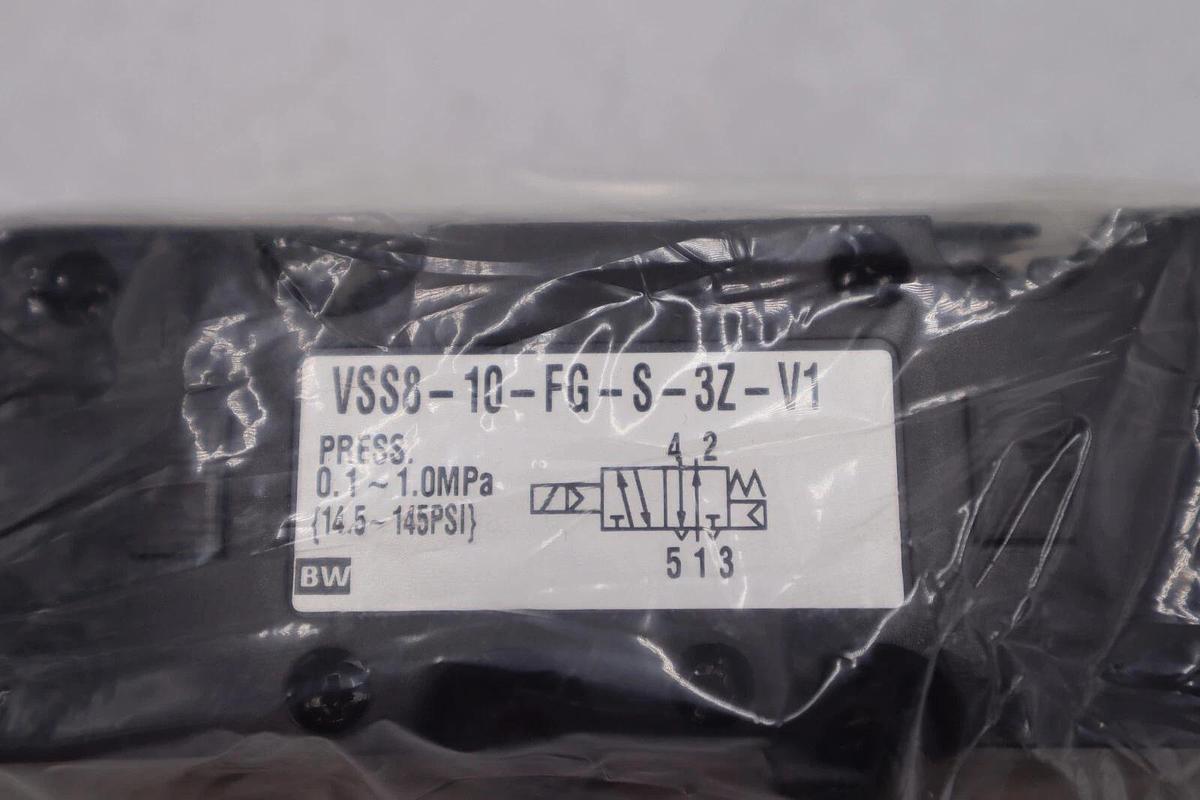 VSS8-10-FG-S-3Z-V1
PRESS.
0.1~1.0MPa
{14.5~145PSI}
4 2
5 1 3
BW